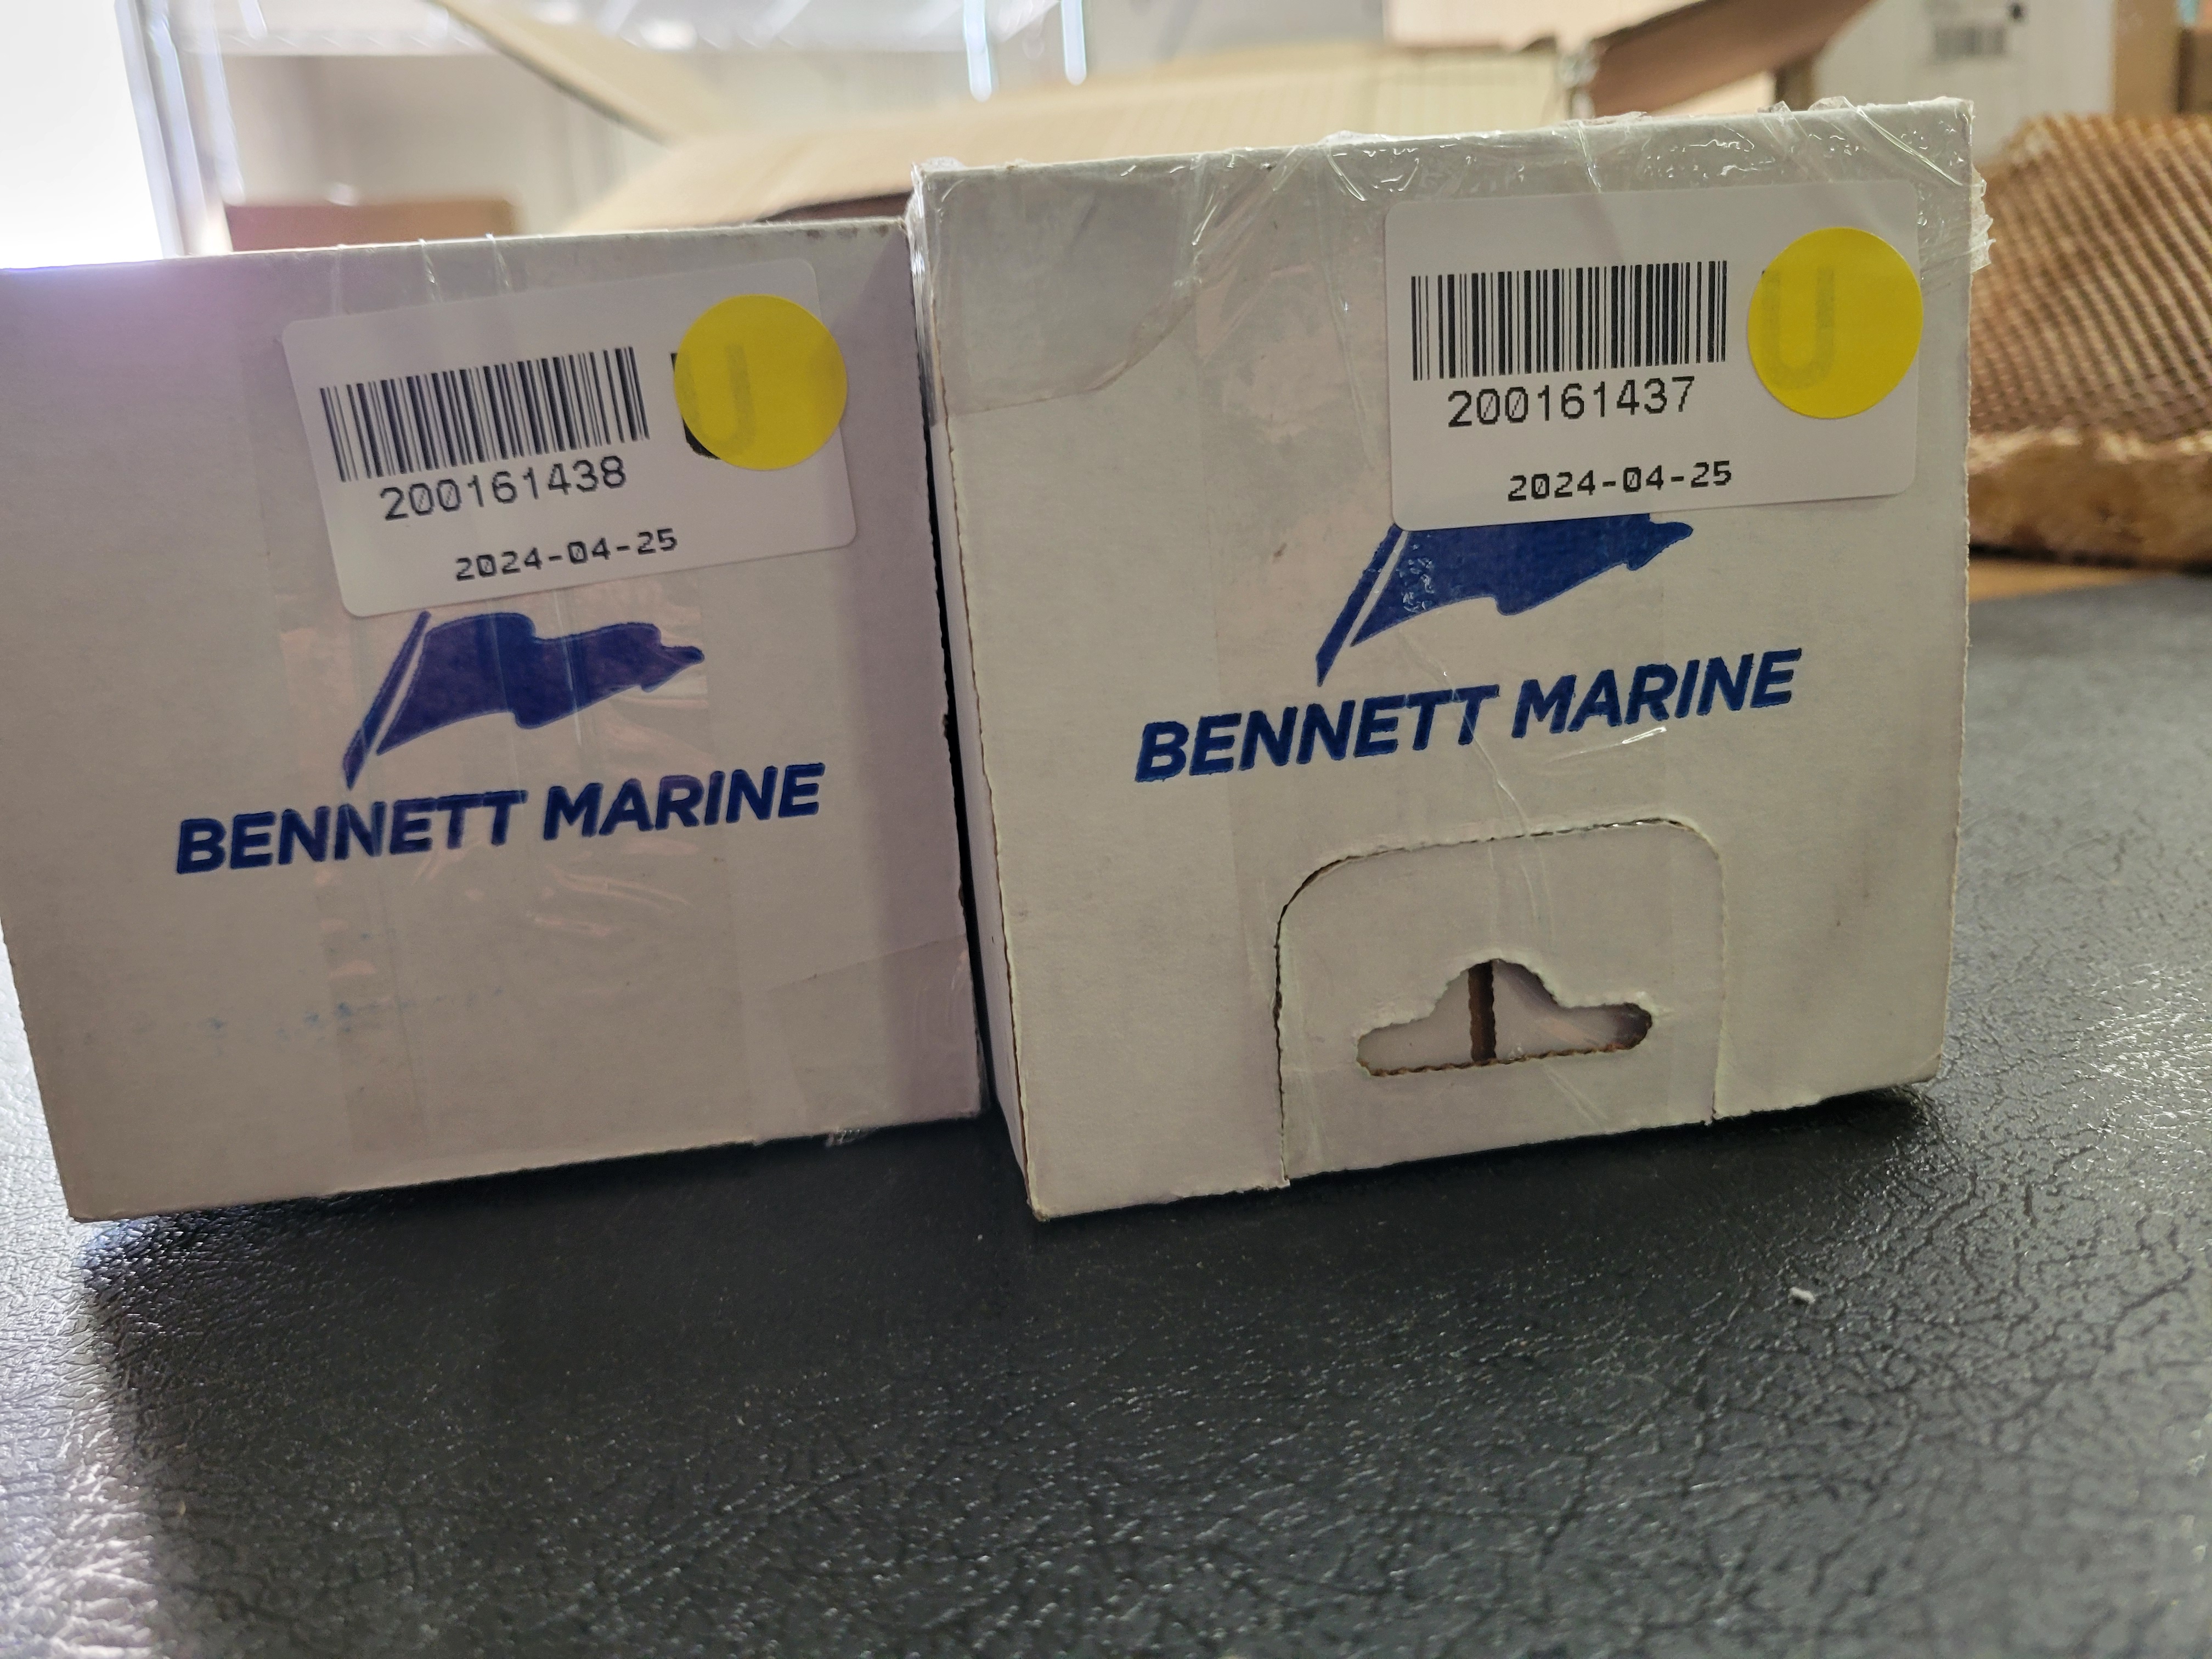 200161438
U
2024-04-25
BENNETT MARINE
200161437
U
2024-04-25
BENNETT MARINE